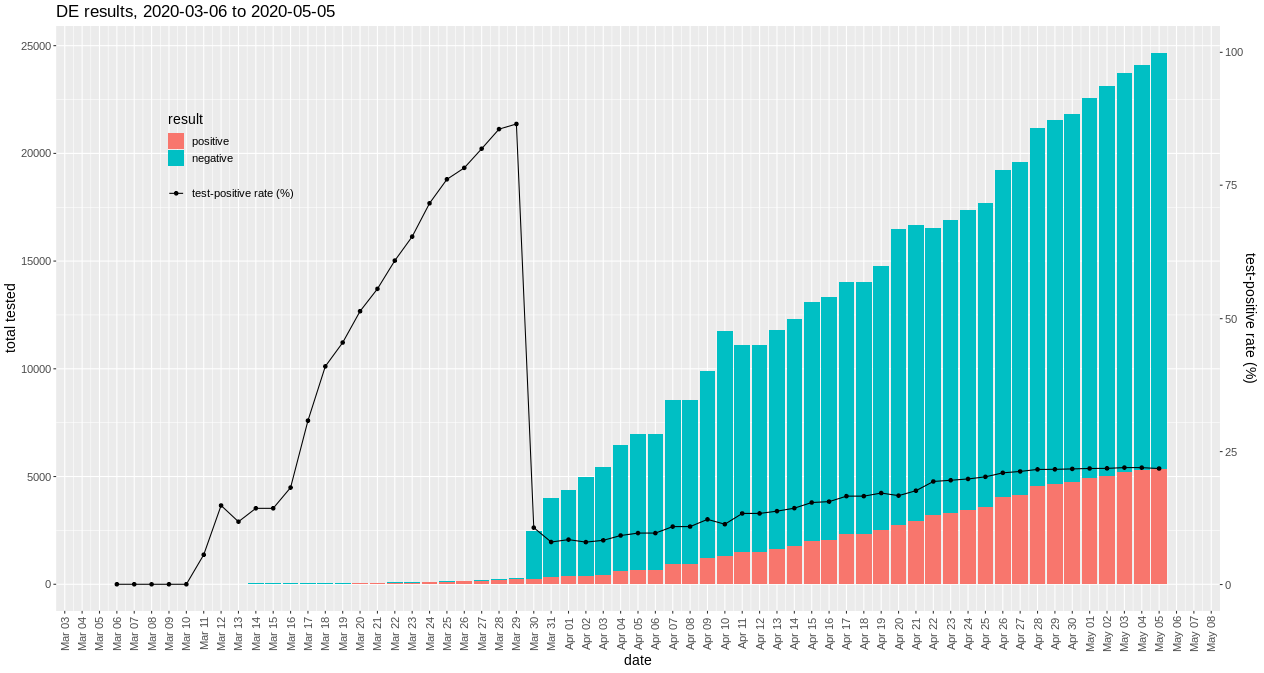 DE results, 2020-03-06 to 2020-05-05
25000
20000
15000
10000
5000
0
total tested
result
positive
negative
test-positive rate (%)
100
75
50
25
0
test-positive rate (%)
Mar 03
Mar 04
Mar 05
Mar 06
Mar 07
Mar 08
Mar 09
Mar 10
Mar 11
Mar 12
Mar 13
Mar 14
Mar 15
Mar 16
Mar 17
Mar 18
Mar 19
Mar 20
Mar 21
Mar 22
Mar 23
Mar 24
Mar 25
Mar 26
Mar 27
Mar 28
Mar 29
Mar 30
Mar 31
Apr 01
Apr 02
Apr 03
Apr 04
Apr 05
Apr 06
Apr 07
Apr 08
Apr 09
Apr 10
Apr 11
Apr 12
Apr 13
Apr 14
Apr 15
Apr 16
Apr 17
Apr 18
Apr 19
Apr 20
Apr 21
Apr 22
Apr 23
Apr 24
Apr 25
Apr 26
Apr 27
Apr 28
Apr 29
Apr 30
May 01
May 02
May 03
May 04
May 05
May 06
May 07
May 08
date